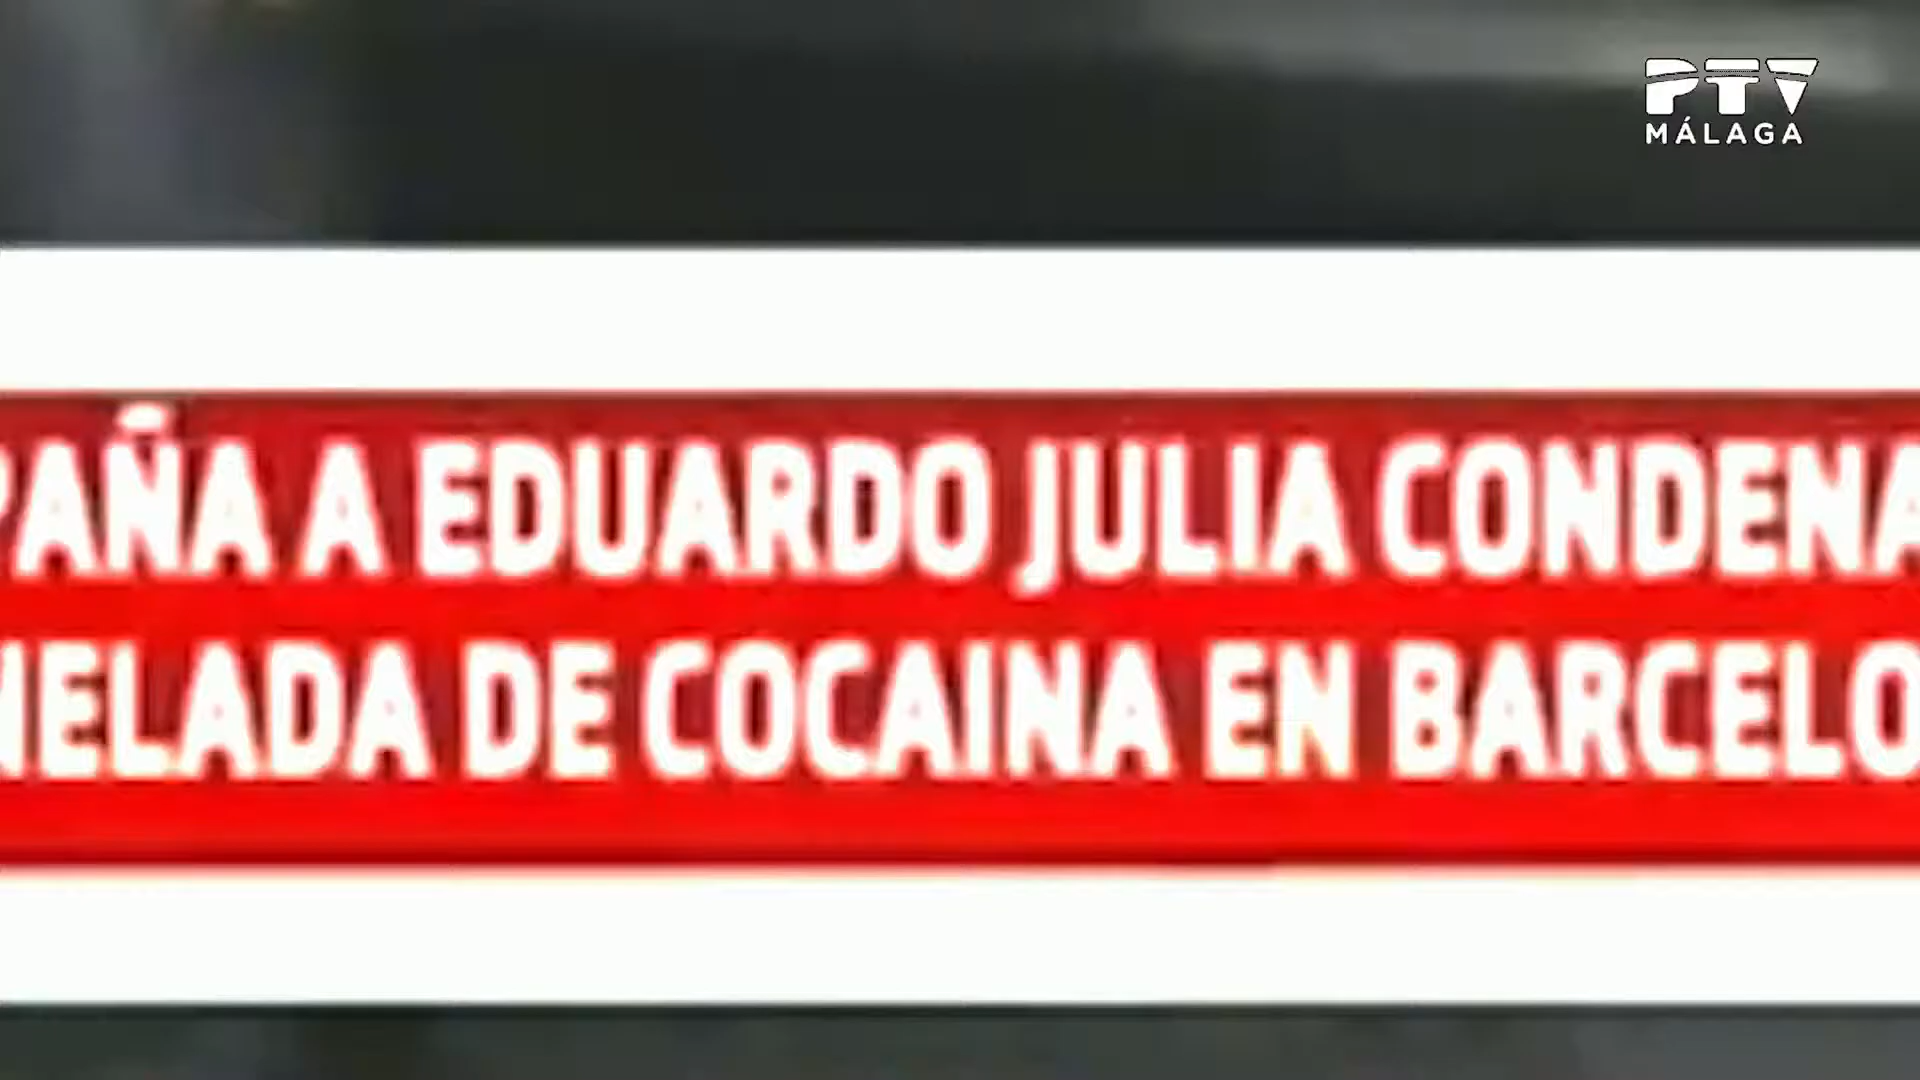 PTV
MÁLAGA
PAÑA A EDUARDO JULIA CONDENA
NELADA DE COCAINA EN BARCELO